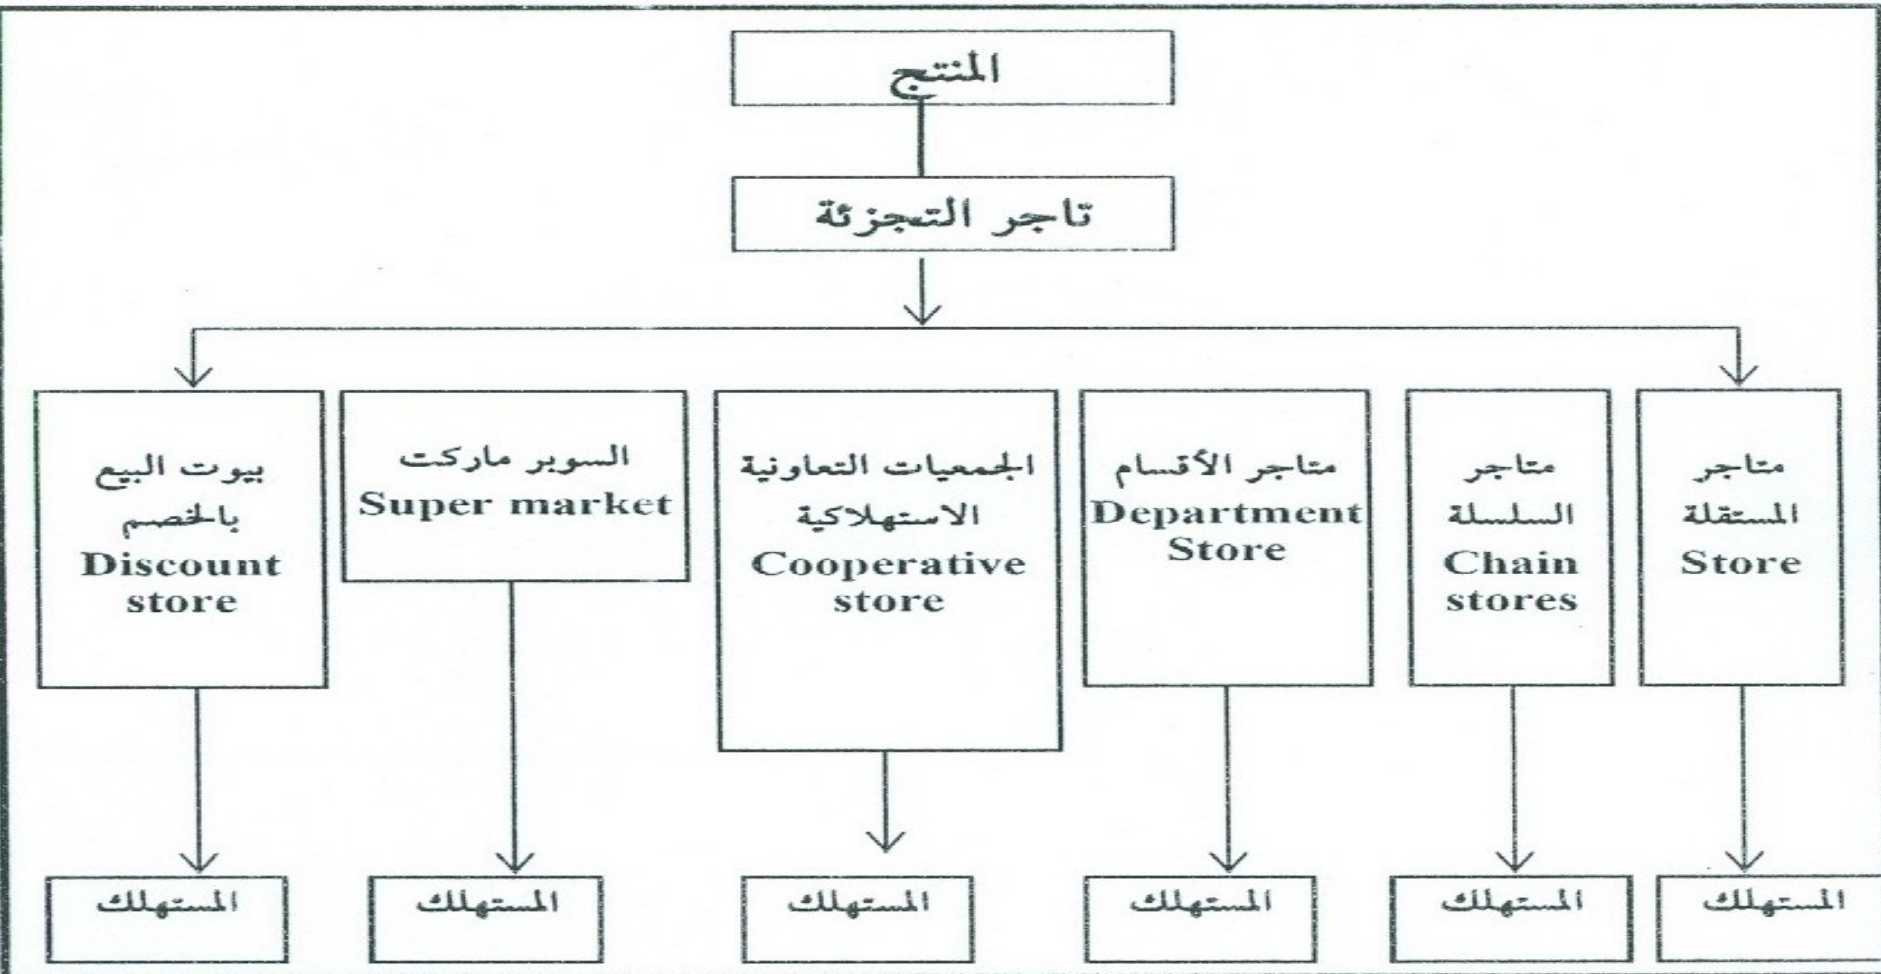 المنتج
تاجر التجزئة
متاجر
المستقلة
Store
متاجر
السلسلة
Chain
stores
متاجر الأقسام
Department
Store
الجمعيات التعاونية
الاستهلاكية
Cooperative
store
السوبر ماركت
Super market
بيوت البيع
بالخصم
Discount
store
المستهلك
المستهلك
المستهلك
المستهلك
المستهلك
المستهلك